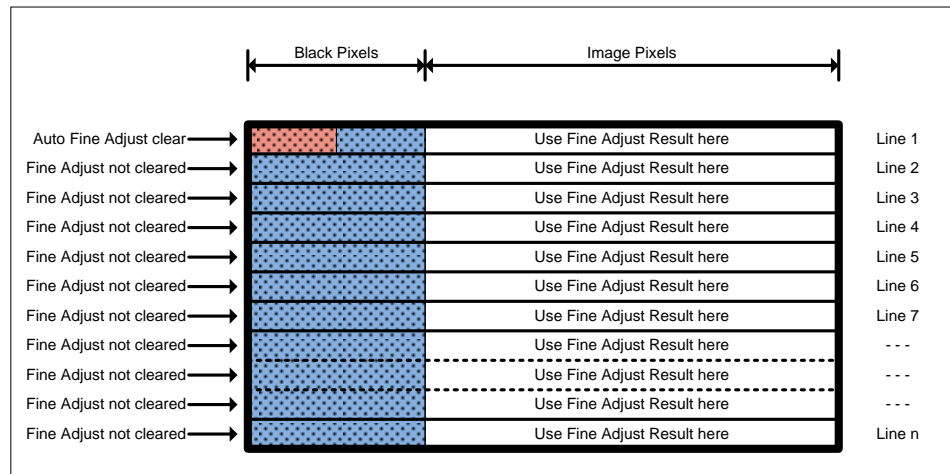 Black Pixels Image Pixels
Auto Fine Adjust clear Use Fine Adjust Result here Line 1
Fine Adjust not cleared Use Fine Adjust Result here Line 2
Fine Adjust not cleared Use Fine Adjust Result here Line 3
Fine Adjust not cleared Use Fine Adjust Result here Line 4
Fine Adjust not cleared Use Fine Adjust Result here Line 5
Fine Adjust not cleared Use Fine Adjust Result here Line 6
Fine Adjust not cleared Use Fine Adjust Result here Line 7
Fine Adjust not cleared Use Fine Adjust Result here - - -
Fine Adjust not cleared Use Fine Adjust Result here - - -
Fine Adjust not cleared Use Fine Adjust Result here - - -
Fine Adjust not cleared Use Fine Adjust Result here Line n